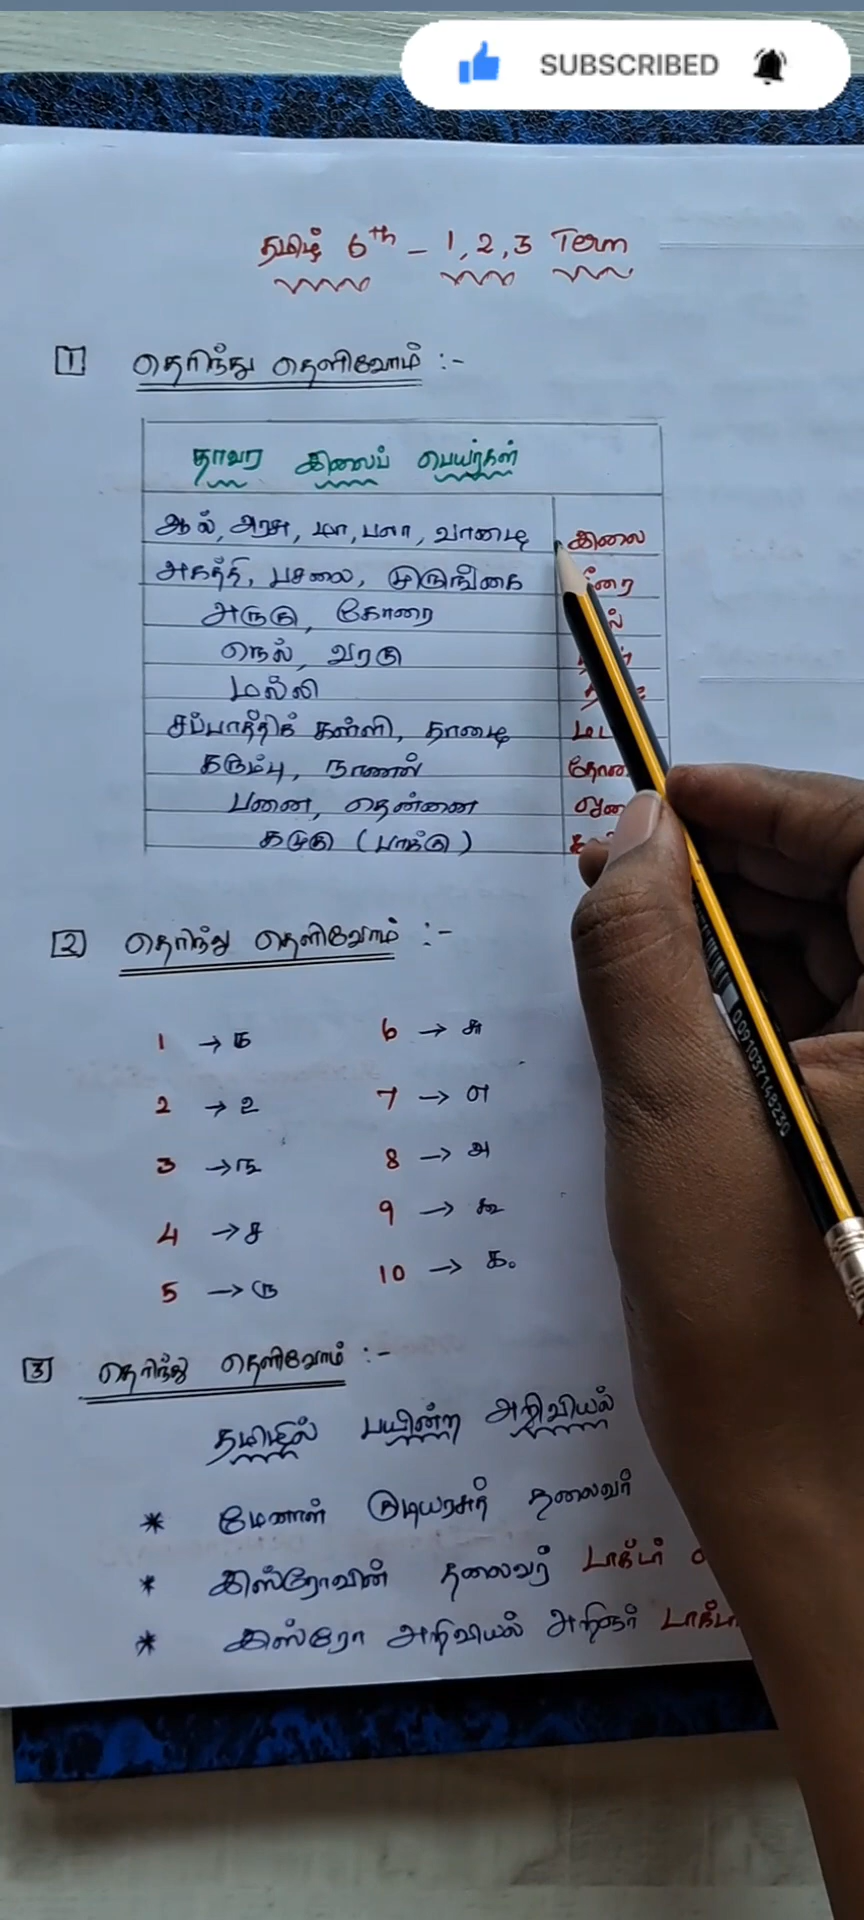 SUBSCRIBED
தமிழ் 6th - 1, 2, 3 Term
1 தெரிந்து தெளிவோம் :-
தாவர இலைப் பெயர்கள்
ஆல், அரசு, மா, பலா, வாழை இலை
அகத்தி, பசலை, முருங்கை
அருகு, கோரை
நெல், வரகு
மல்லி
சப்பாத்திக் கள்ளி, தாழை
கரும்பு, நாணல்
பனை, தென்னை
கமுகு (பாக்கு)
2 தெரிந்து தெளிவோம் :-
1 → க 6 → சு
2 → உ 7 → எ
3 → ங 8 → அ
4 → ச 9 → கூ
5 → ரு 10 → க০
3 தெரிந்து தெளிவோம் :-
தமிழில் பயின்ற அறிவியல்
* மேனாள் குடியரசுத் தலைவர்
* இஸ்ரோவின் தலைவர் டாக்டர்
* இஸ்ரோ அறிவியல் அறிஞர் டாக்டர்